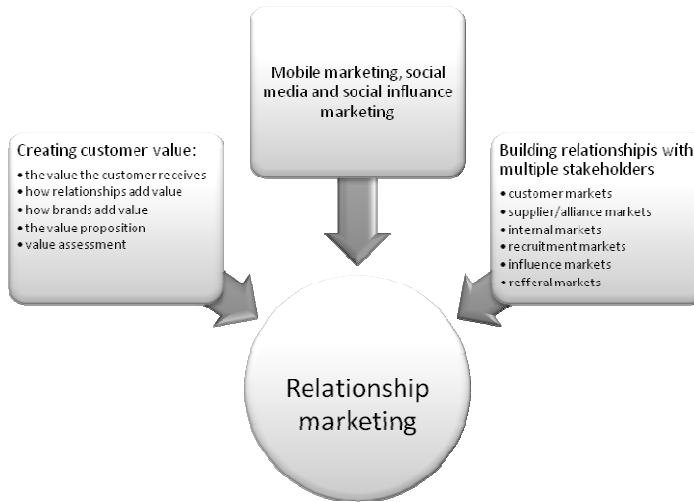 Mobile marketing, social
media and social influance
marketing
Creating customer value:
• the value the customer receives
• how relationships add value
• how brands add value
• the value proposition
• value assessment
Building relationshipis with
multiple stakeholders
• customer markets
• supplier/alliance markets
• internal markets
• recruitment markets
• influence markets
• refferal markets
Relationship
marketing